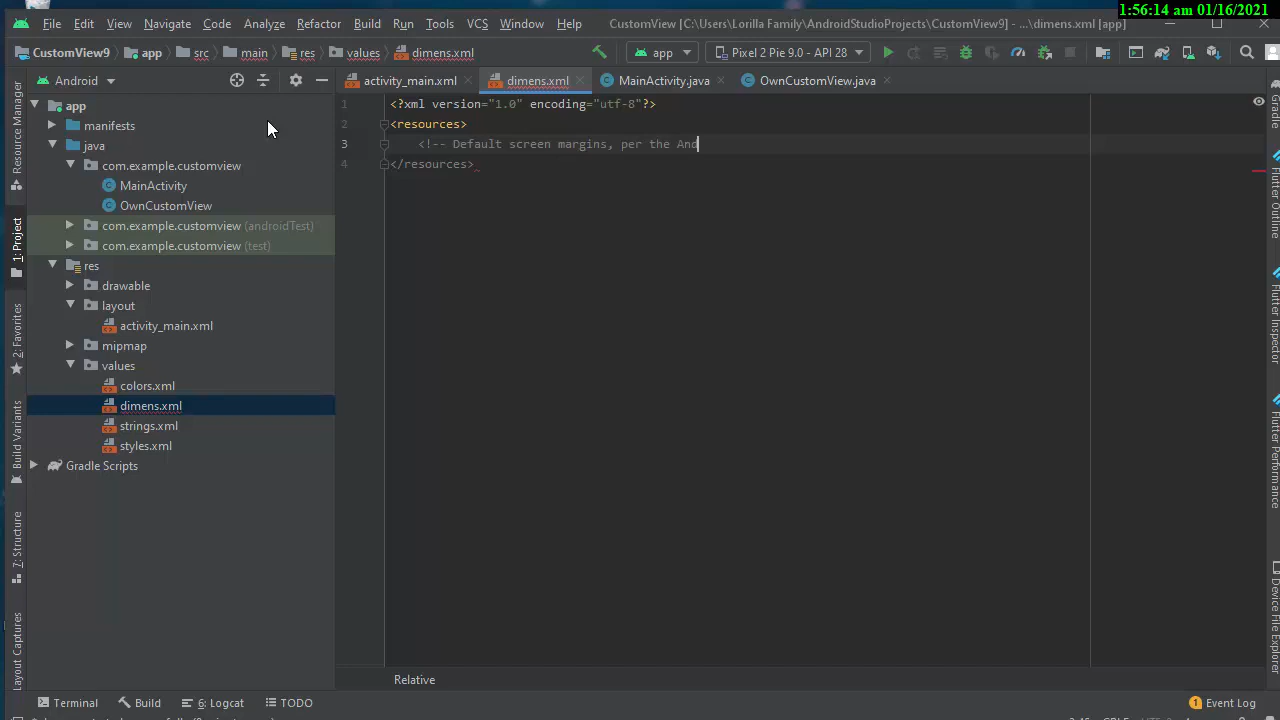 1:56:14 am 01/16/2021
File Edit View Navigate Code Analyze Refactor Build Run Tools VCS Window Help CustomView [C:\Users\Lorilla Family\AndroidStudioProjects\CustomView9] - ...\dimens.xml [app]
CustomView9 app src main res values dimens.xml app Pixel 2 Pie 9.0 - API 28
Android activity_main.xml dimens.xml MainActivity.java OwnCustomView.java
app
manifests
java
com.example.customview
MainActivity
OwnCustomView
com.example.customview (androidTest)
com.example.customview (test)
res
drawable
layout
activity_main.xml
mipmap
values
colors.xml
dimens.xml
strings.xml
styles.xml
Gradle Scripts
1 <?xml version="1.0" encoding="utf-8"?>
2 <resources>
3 <!-- Default screen margins, per the And
4 </resources>
Relative
Resource Manager
1: Project
2: Favorites
Build Variants
7: Structure
Layout Captures
Gradle
Flutter Outline
Flutter Inspector
Flutter Performance
Device File Explorer
Terminal Build 6: Logcat TODO 1 Event Log